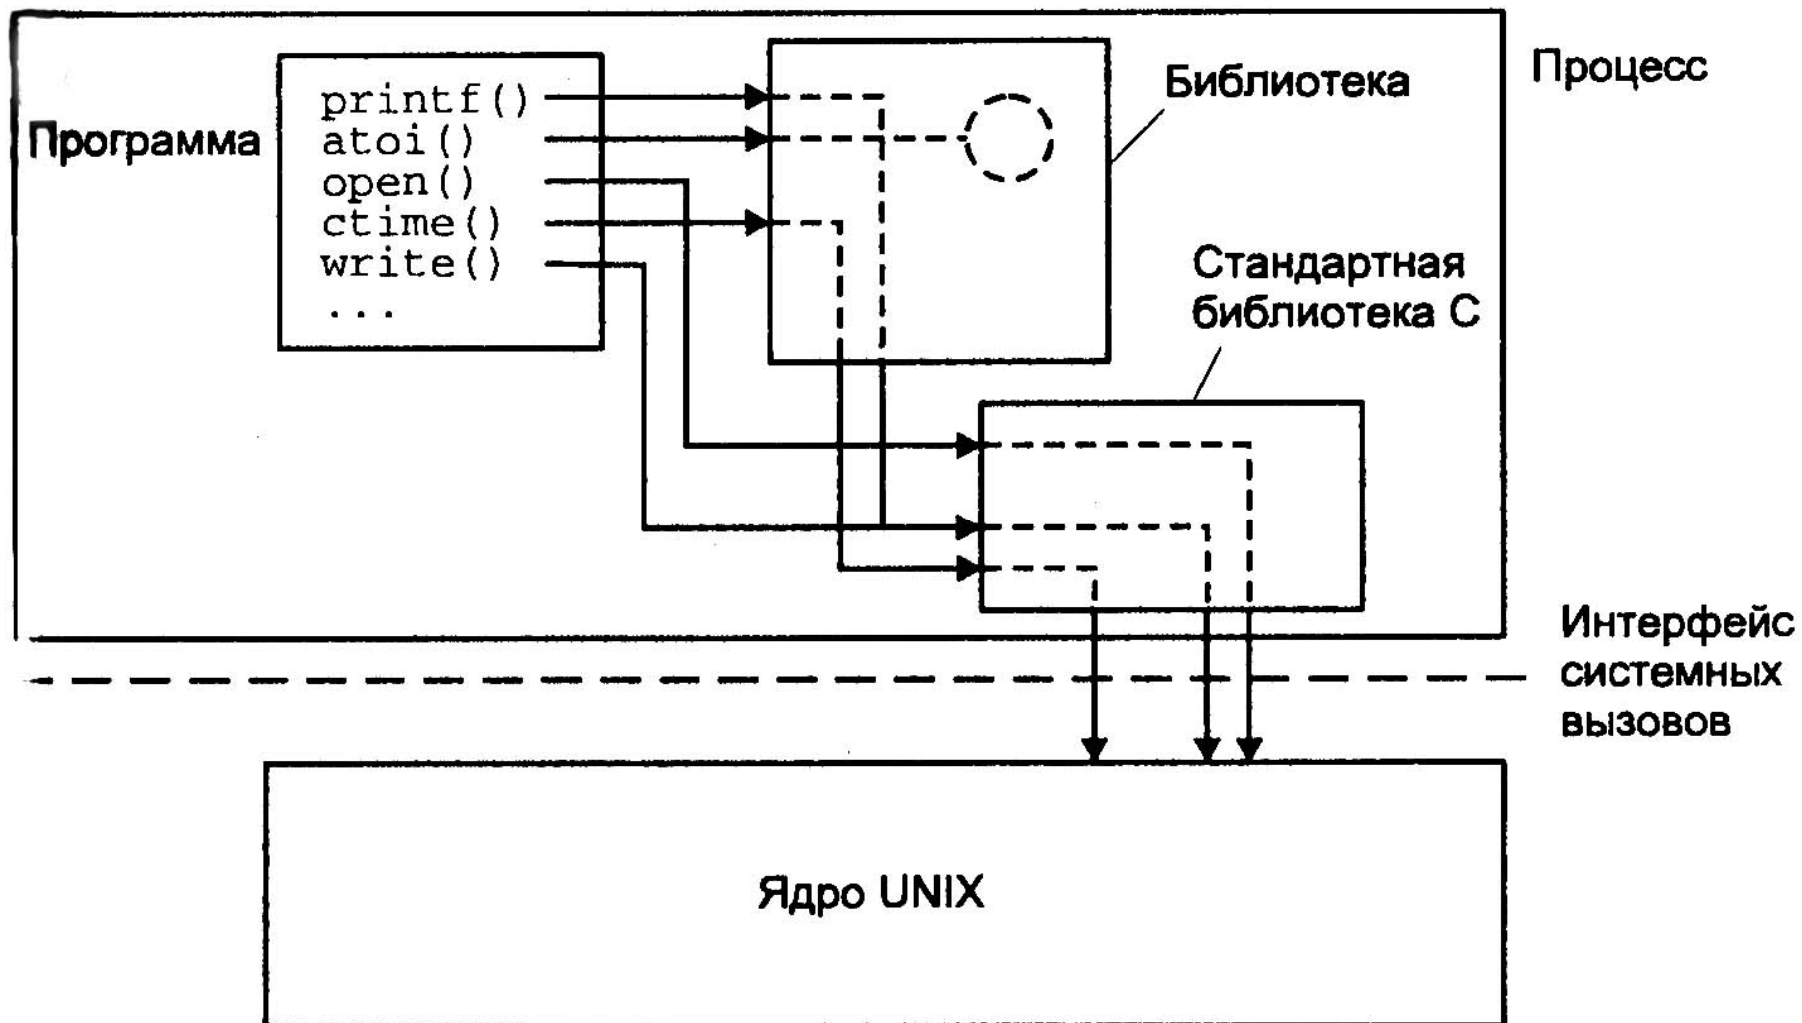 Процесс
Библиотека
Программа
printf()
atoi()
open()
ctime()
write()
...
Стандартная
библиотека С
Интерфейс
системных
вызовов
Ядро UNIX